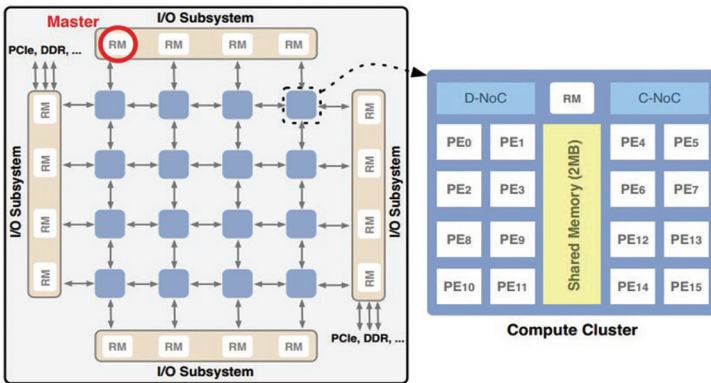 Master
I/O Subsystem
RM RM RM RM
PCIe, DDR, ...
I/O Subsystem
RM
RM
RM
RM
I/O Subsystem
RM
RM
RM
RM
PCIe, DDR, ...
RM RM RM RM
I/O Subsystem
D-NoC RM C-NoC
PE0 PE1 PE4 PE5
PE2 PE3 PE6 PE7
Shared Memory (2MB)
PE8 PE9 PE12 PE13
PE10 PE11 PE14 PE15
Compute Cluster